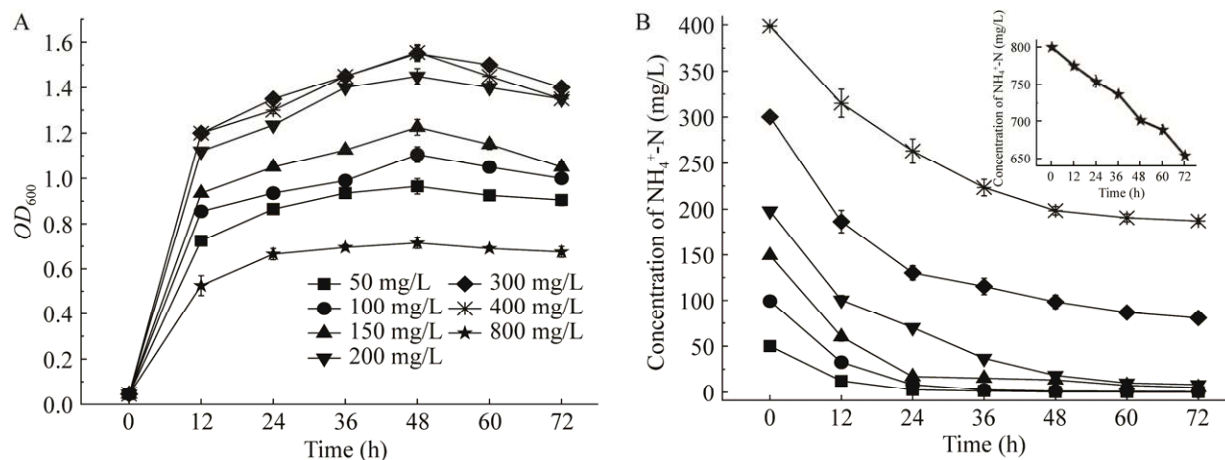 A
1.6
1.4
1.2
1.0
0.8
0.6
0.4
0.2
0.0
OD600
0 12 24 36 48 60 72
Time (h)
50 mg/L
100 mg/L
150 mg/L
200 mg/L
300 mg/L
400 mg/L
800 mg/L
B
400
350
300
250
200
150
100
50
0
Concentration of NH4+-N (mg/L)
0 12 24 36 48 60 72
Time (h)
800
750
700
650
Concentration of NH4+-N (mg/L)
0 12 24 36 48 60 72
Time (h)